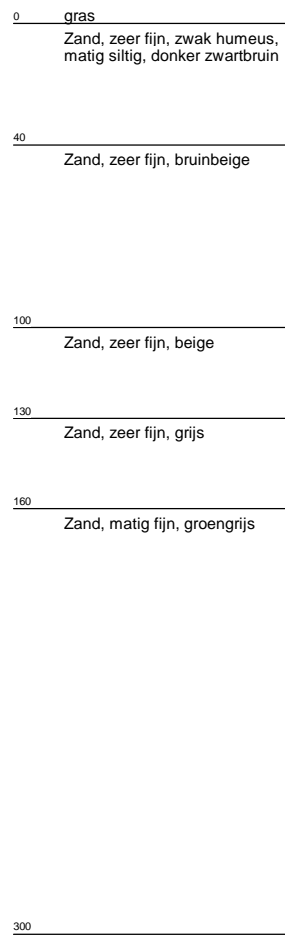 0 gras
Zand, zeer fijn, zwak humeus,
matig siltig, donker zwartbruin
40
Zand, zeer fijn, bruinbeige
100
Zand, zeer fijn, beige
130
Zand, zeer fijn, grijs
160
Zand, matig fijn, groengrijs
300